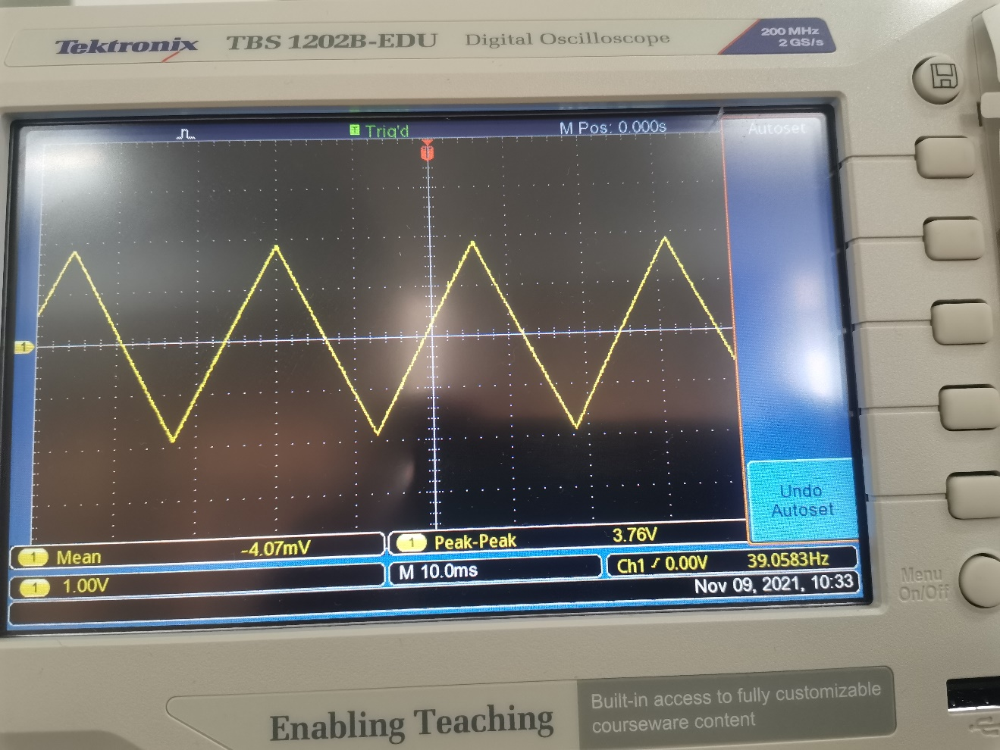 Tektronix TBS 1202B-EDU Digital Oscilloscope 200 MHz
2 GS/s
T Trig'd M Pos: 0.000s Autoset
T
1
Undo
Autoset
1 Mean -4.07mV 1 Peak-Peak 3.76V
1 1.00V M 10.0ms Ch1 0.00V 39.0583Hz
Nov 09, 2021, 10:33
Menu
On/Off
Enabling Teaching
Built-in access to fully customizable
courseware content